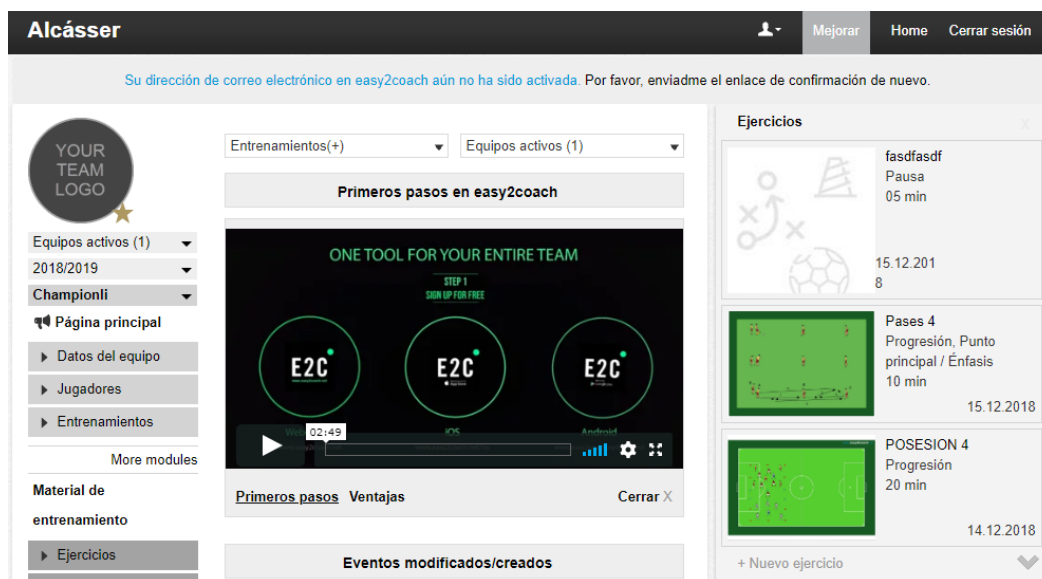 Alcásser
Mejorar
Home
Cerrar sesión
Su dirección de correo electrónico en easy2coach aún no ha sido activada. Por favor, enviadme el enlace de confirmación de nuevo.
YOUR
TEAM
LOGO
Equipos activos (1)
2018/2019
Championli
Página principal
Datos del equipo
Jugadores
Entrenamientos
More modules
Material de
entrenamiento
Ejercicios
Entrenamientos(+)
Equipos activos (1)
Primeros pasos en easy2coach
ONE TOOL FOR YOUR ENTIRE TEAM
STEP 1
SIGN UP FOR FREE
E2C
E2C
E2C
iOS
Android
02:49
Primeros pasos
Ventajas
Cerrar X
Eventos modificados/creados
Ejercicios
X
fasdfasdf
Pausa
05 min
15.12.201
8
Pases 4
Progresión, Punto
principal / Énfasis
10 min
15.12.2018
POSESION 4
Progresión
20 min
14.12.2018
+ Nuevo ejercicio